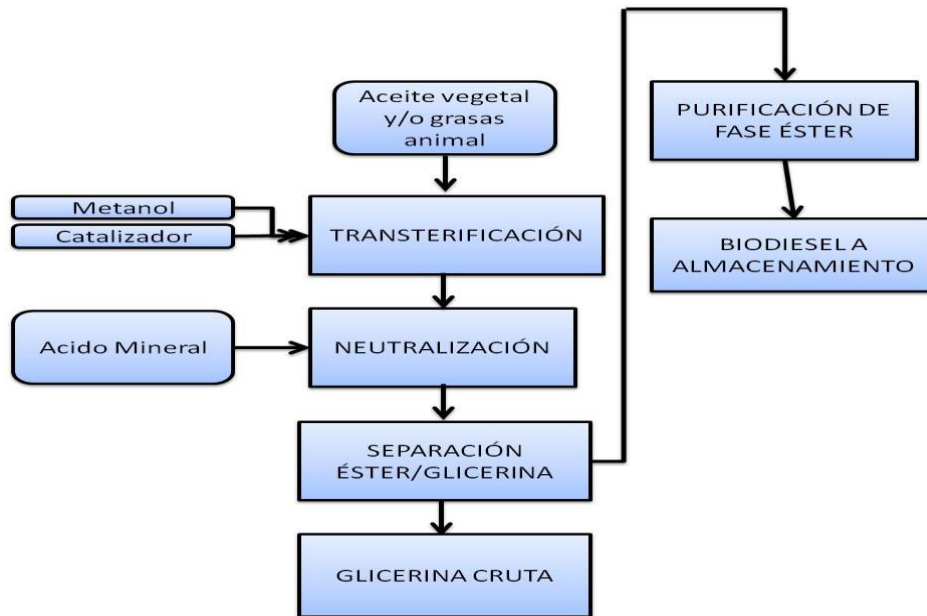 Aceite vegetal
y/o grasas
animal
Metanol
Catalizador
TRANSTERIFICACIÓN
Acido Mineral
NEUTRALIZACIÓN
SEPARACIÓN
ÉSTER/GLICERINA
GLICERINA CRUTA
PURIFICACIÓN DE
FASE ÉSTER
BIODIESEL A
ALMACENAMIENTO